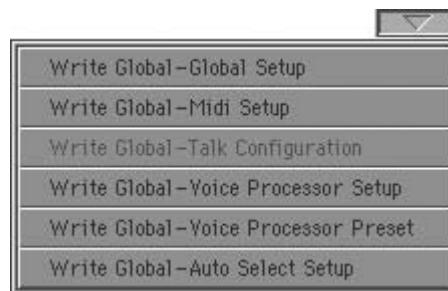 Write Global-Global Setup
Write Global-Midi Setup
Write Global-Talk Configuration
Write Global-Voice Processor Setup
Write Global-Voice Processor Preset
Write Global-Auto Select Setup